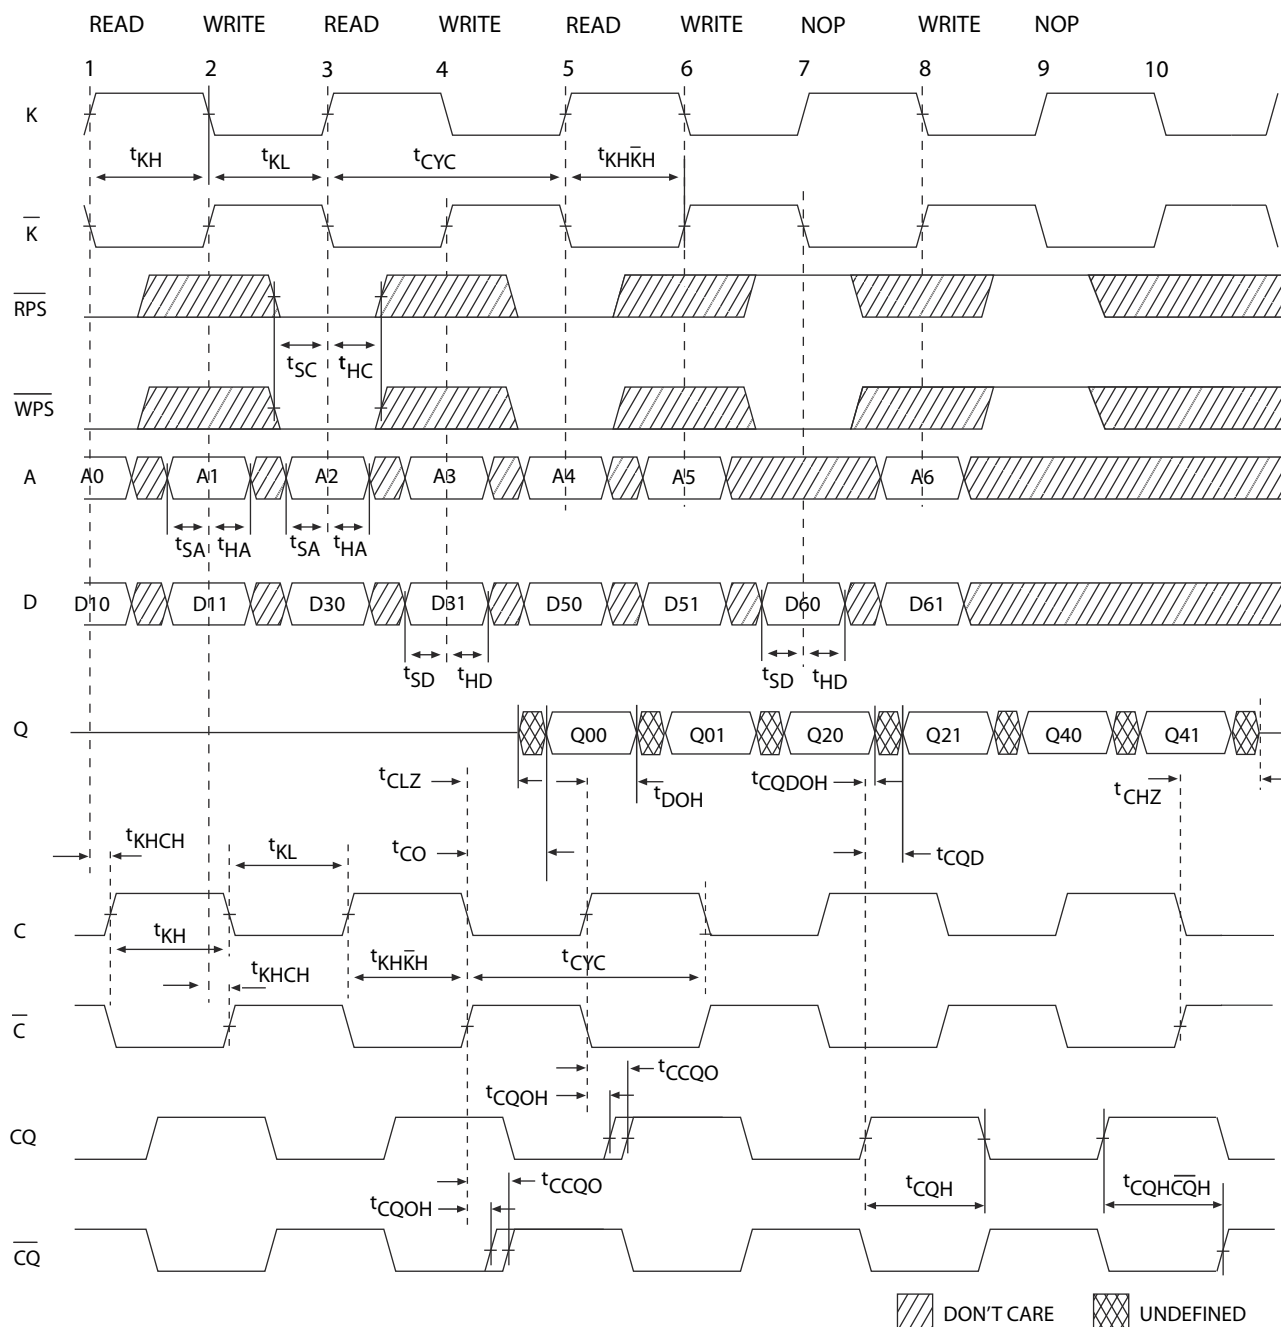 READ WRITE READ WRITE READ WRITE NOP WRITE NOP
1 2 3 4 5 6 7 8 9 10
K
tKH tKL tCYC tKHK̅H
K̅
R̅P̅S̅
tSC tHC
W̅P̅S̅
A A0 A1 A2 A3 A4 A5 A6
tSA tHA tSA tHA
D D10 D11 D30 D31 D50 D51 D60 D61
tSD tHD tSD tHD
Q Q00 Q01 Q20 Q21 Q40 Q41
tCLZ tDOH tCQDOH tCHZ
tKHCH tKL tCO tCQD
C
tKH tKHK̅H tCYC
tKHCH
C̅
tCCQO
tCQOH
CQ
tCCQO tCQH tCQHC̅Q̅H
tCQOH
C̅Q̅
DON'T CARE UNDEFINED